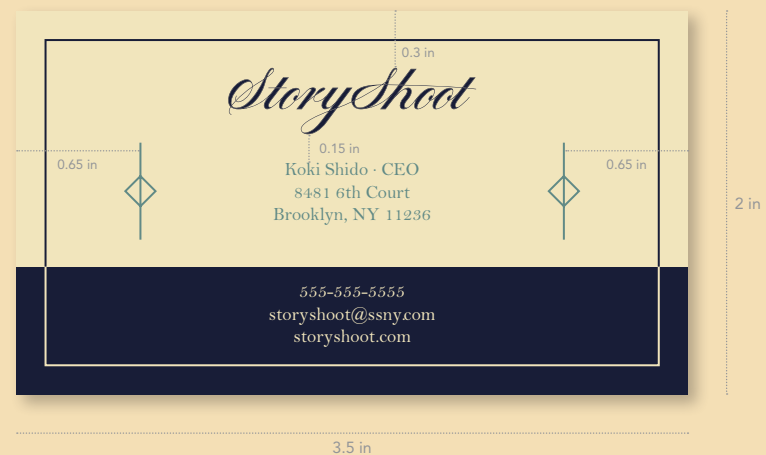 0.3 in
StoryShoot
0.15 in
0.65 in
0.65 in
Koki Shido · CEO
8481 6th Court
Brooklyn, NY 11236
2 in
555-555-5555
storyshoot@ssny.com
storyshoot.com
3.5 in